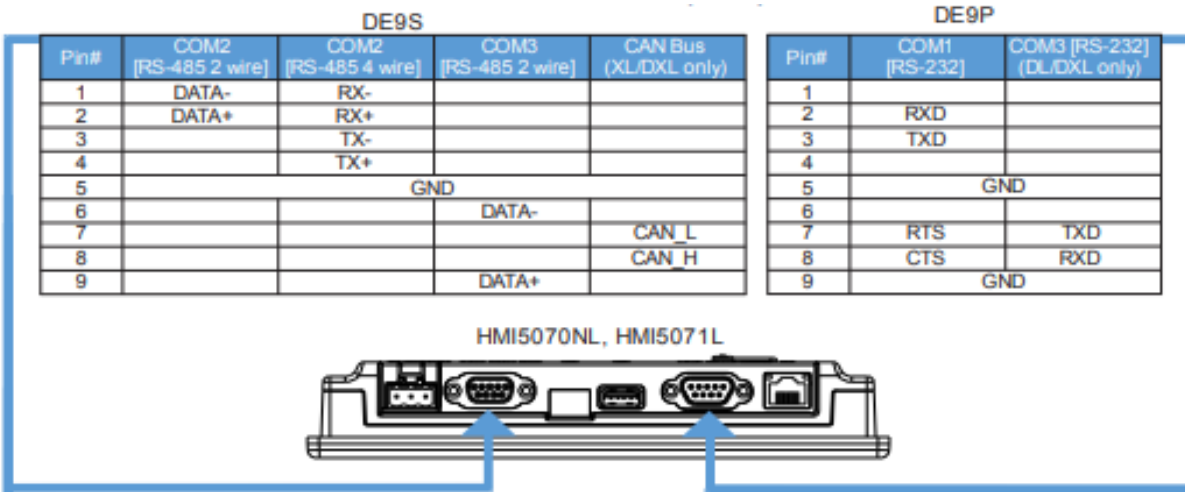 DE9S
DE9P
Pin# COM2 [RS-485 2 wire] COM2 [RS-485 4 wire] COM3 [RS-485 2 wire] CAN Bus (XL/DXL only)
1 DATA- RX-
2 DATA+ RX+
3 TX-
4 TX+
5 GND
6 DATA-
7 CAN_L
8 CAN_H
9 DATA+
Pin# COM1 [RS-232] COM3 [RS-232] (DL/DXL only)
1
2 RXD
3 TXD
4
5 GND
6
7 RTS TXD
8 CTS RXD
9 GND
HMI5070NL, HMI5071L